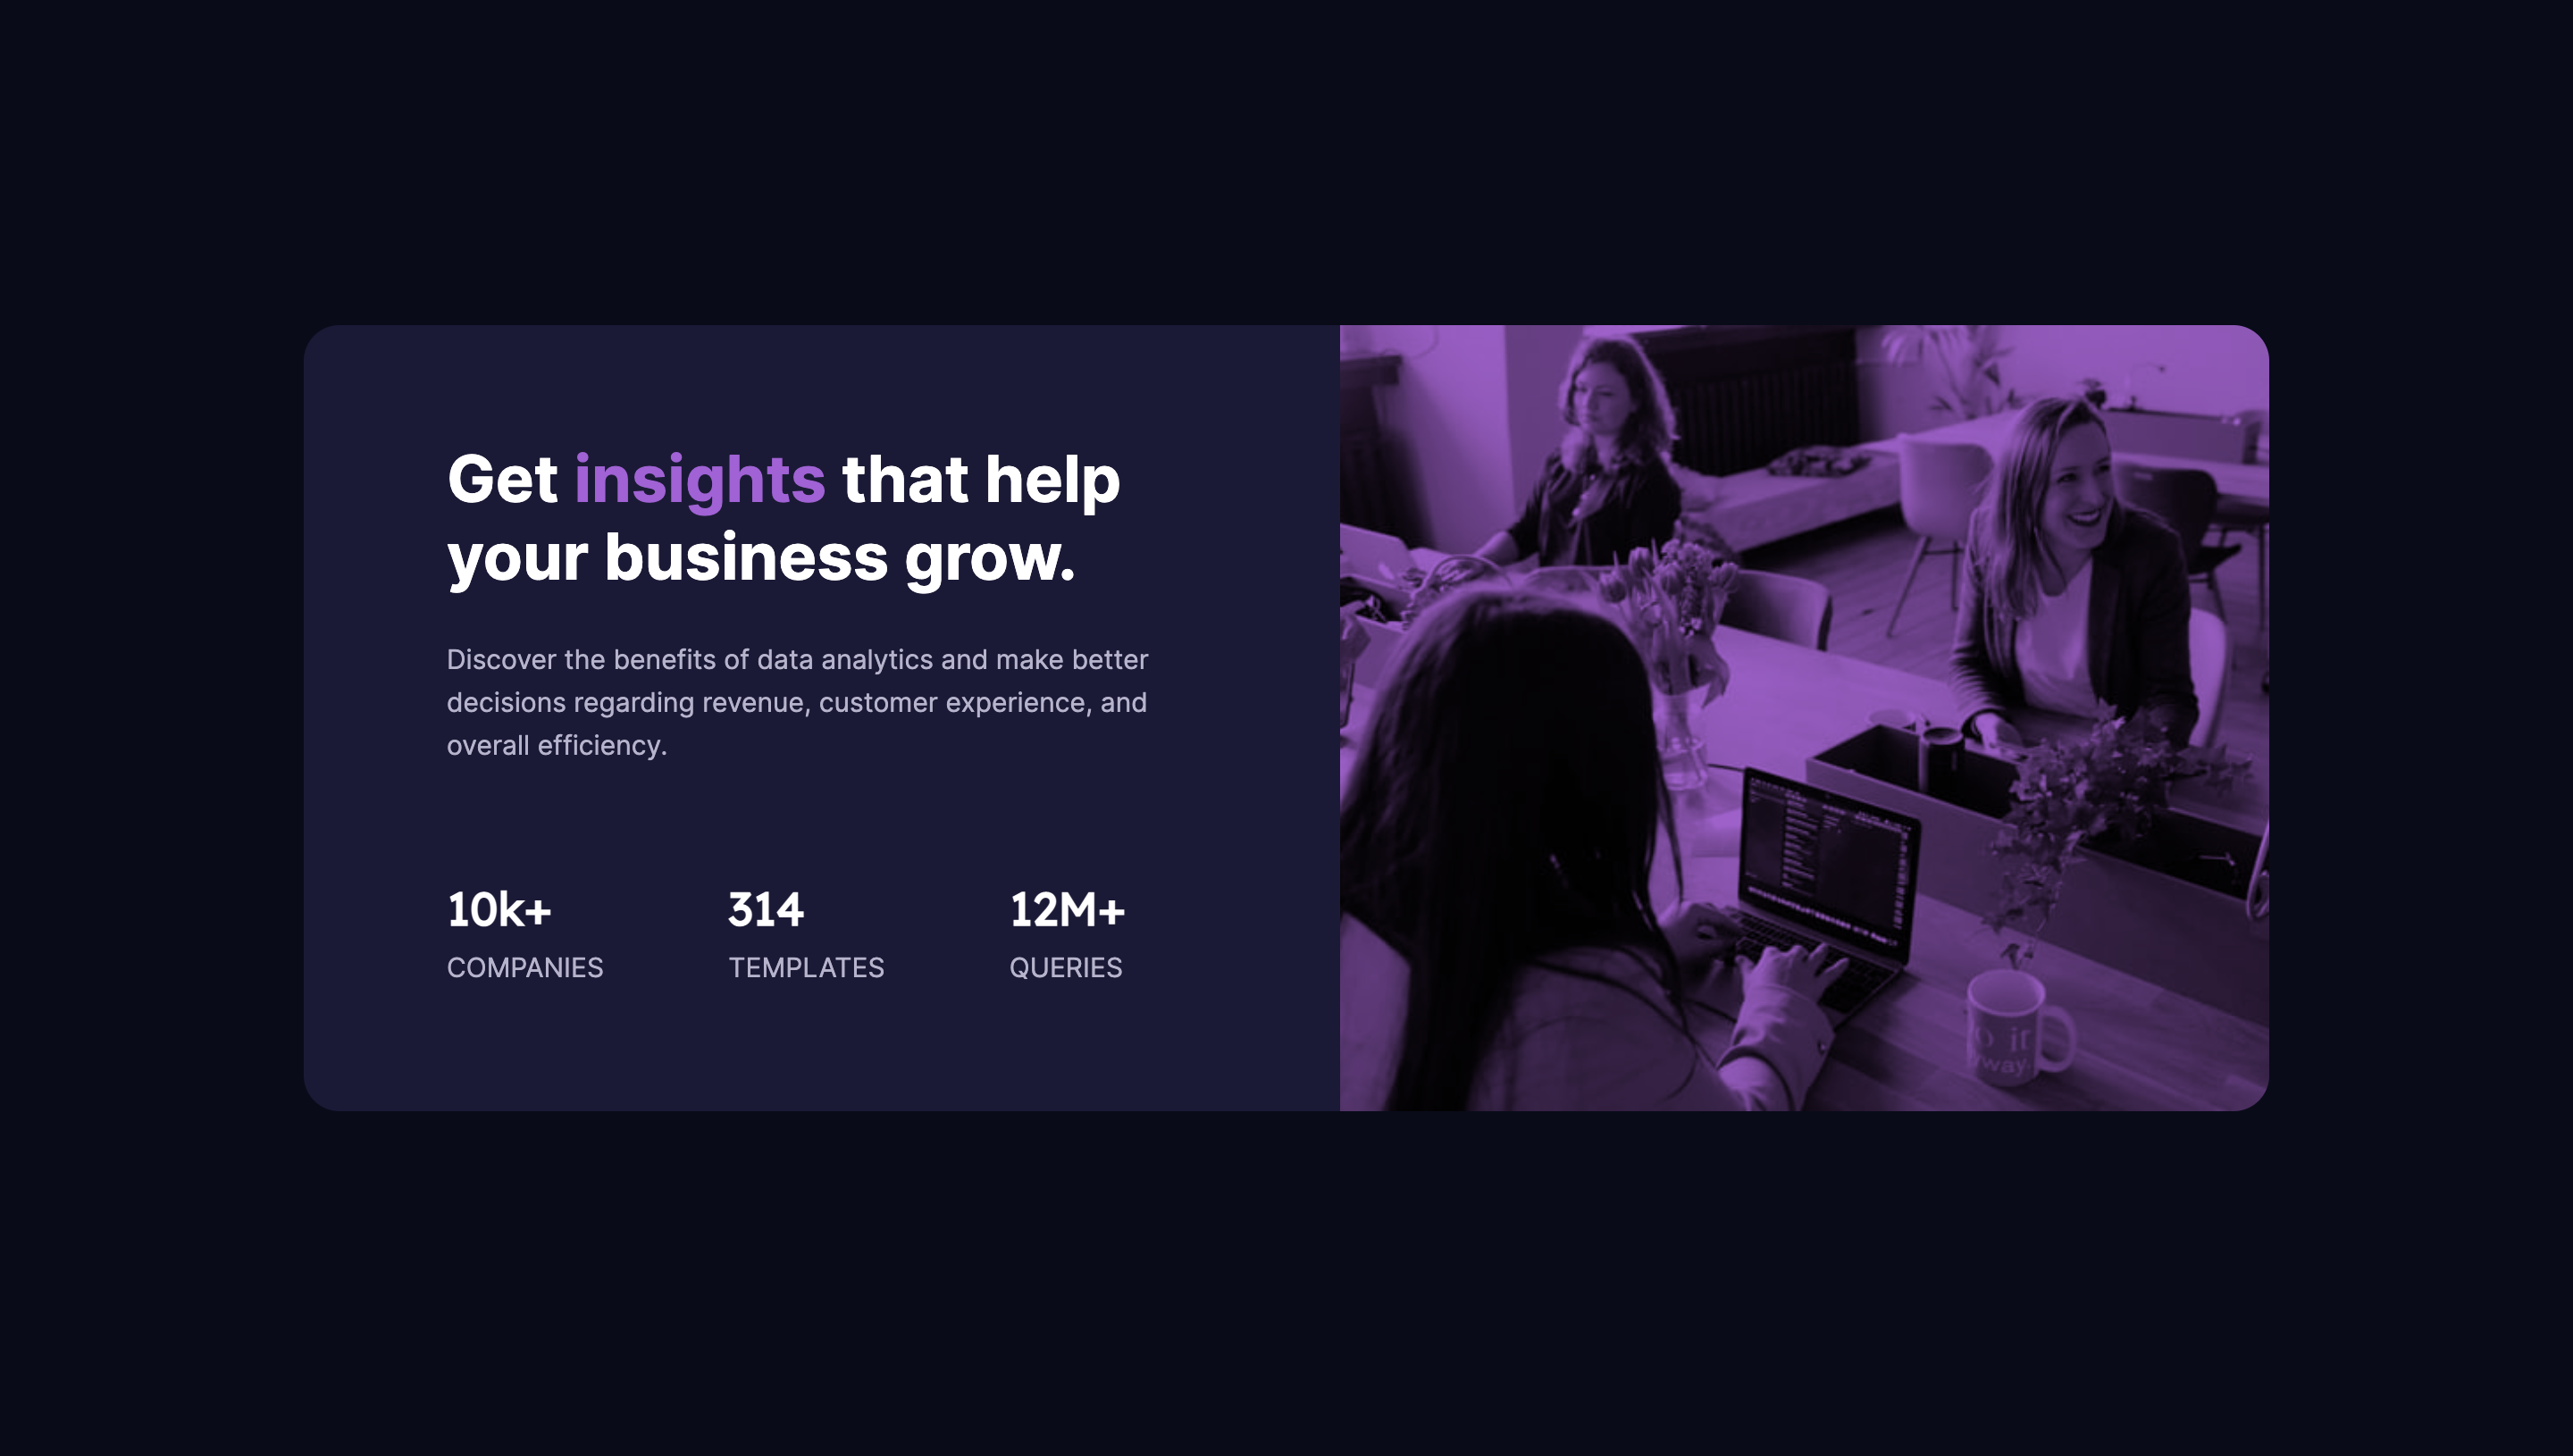 Get insights that help
your business grow.
Discover the benefits of data analytics and make better
decisions regarding revenue, customer experience, and
overall efficiency.
10k+
COMPANIES
314
TEMPLATES
12M+
QUERIES
it